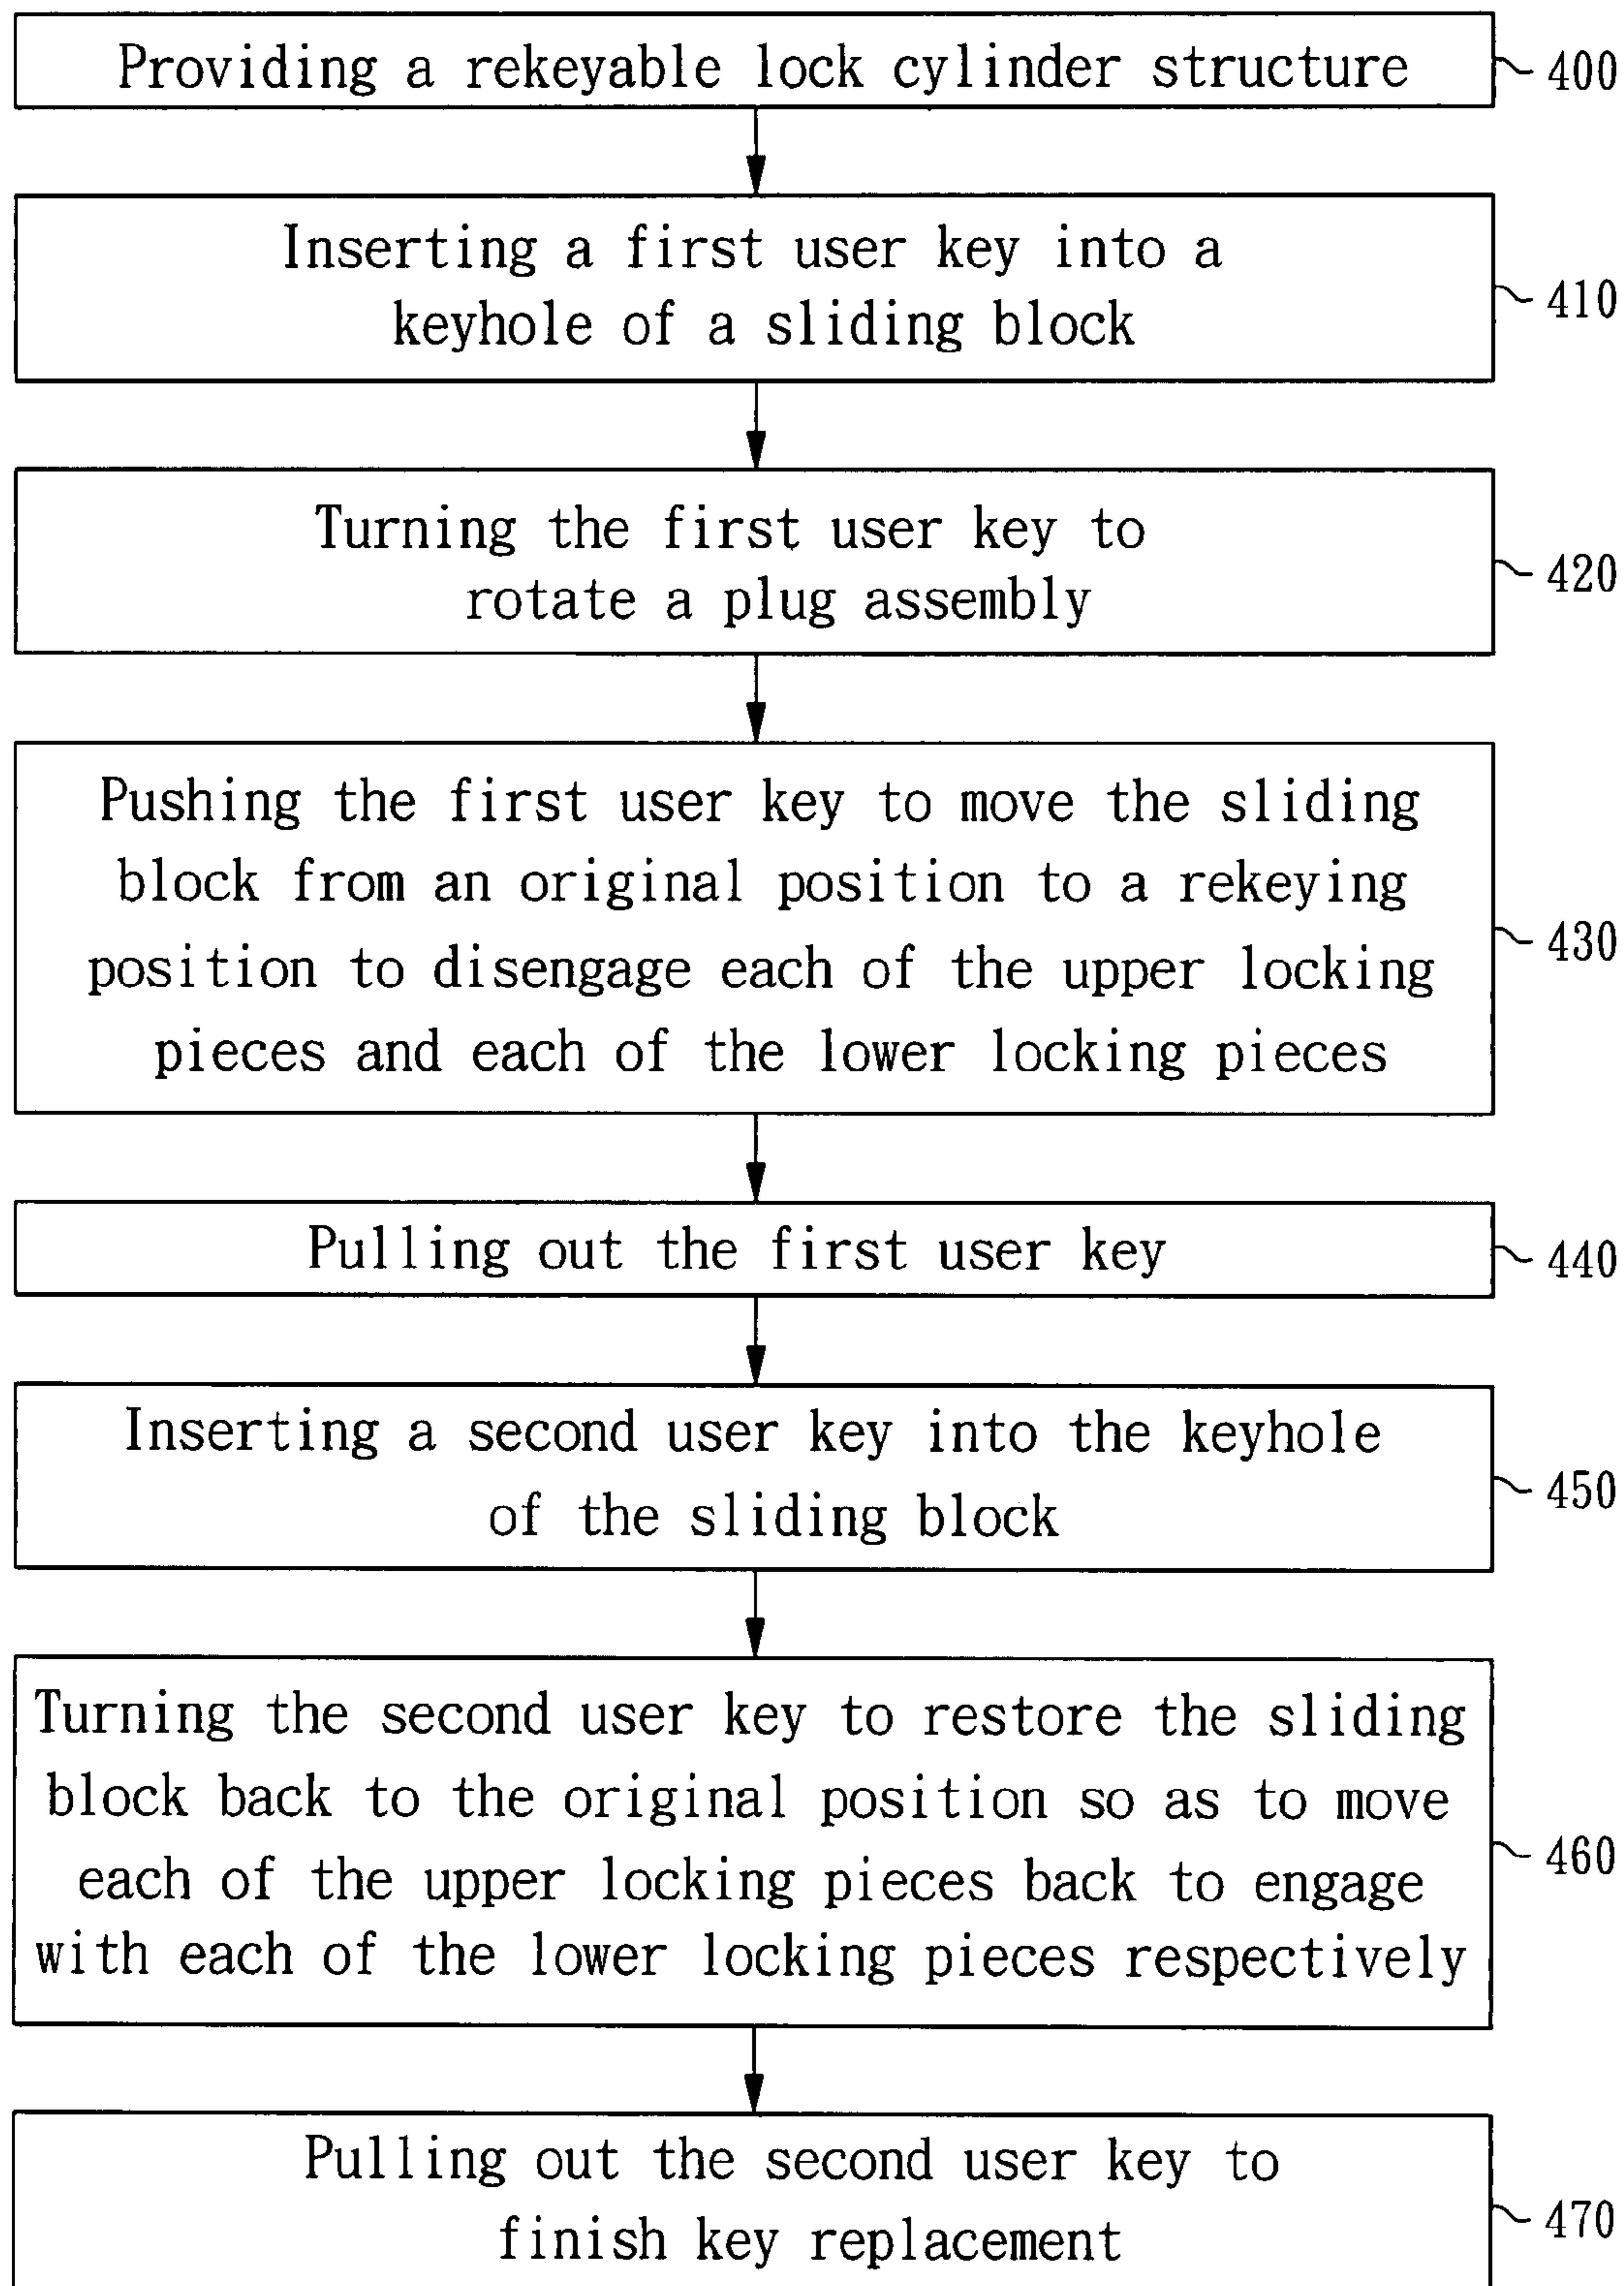 Providing a rekeyable lock cylinder structure
400
Inserting a first user key into a
keyhole of a sliding block
410
Turning the first user key to
rotate a plug assembly
420
Pushing the first user key to move the sliding
block from an original position to a rekeying
position to disengage each of the upper locking
pieces and each of the lower locking pieces
430
Pulling out the first user key
440
Inserting a second user key into the keyhole
of the sliding block
450
Turning the second user key to restore the sliding
block back to the original position so as to move
each of the upper locking pieces back to engage
with each of the lower locking pieces respectively
460
Pulling out the second user key to
finish key replacement
470